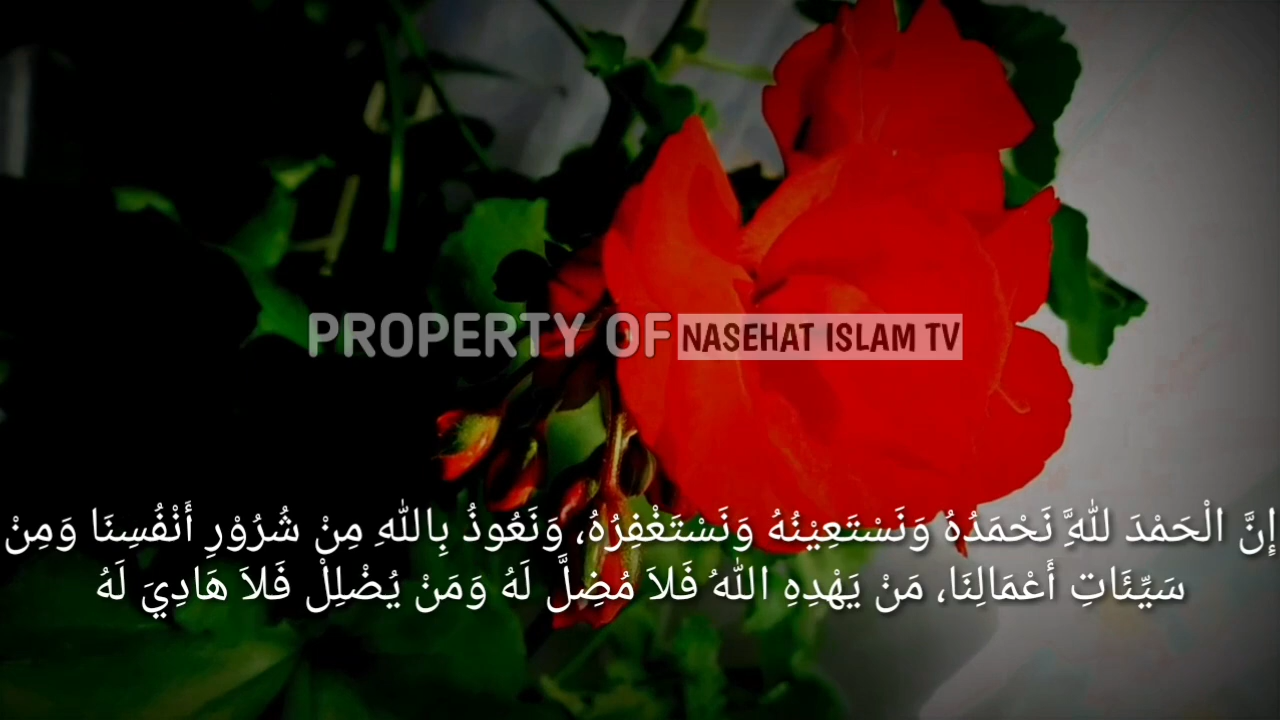 PROPERTY OF NASEHAT ISLAM TV
إِنَّ الْحَمْدَ للهَِّ نَحْمَدُهُ وَنَسْتَعِيْنُهُ وَنَسْتَغْفِرُهُ، وَنَعُوذُ بِاللهِ مِنْ شُرُوْرِ أَنْفُسِنَا وَمِنْ
سَيِّئَاتِ أَعْمَالِنَا، مَنْ يَهْدِهِ اللهُ فَلاَ مُضِلَّ لَهُ وَمَنْ يُضْلِلْ فَلاَ هَادِيَ لَهُ